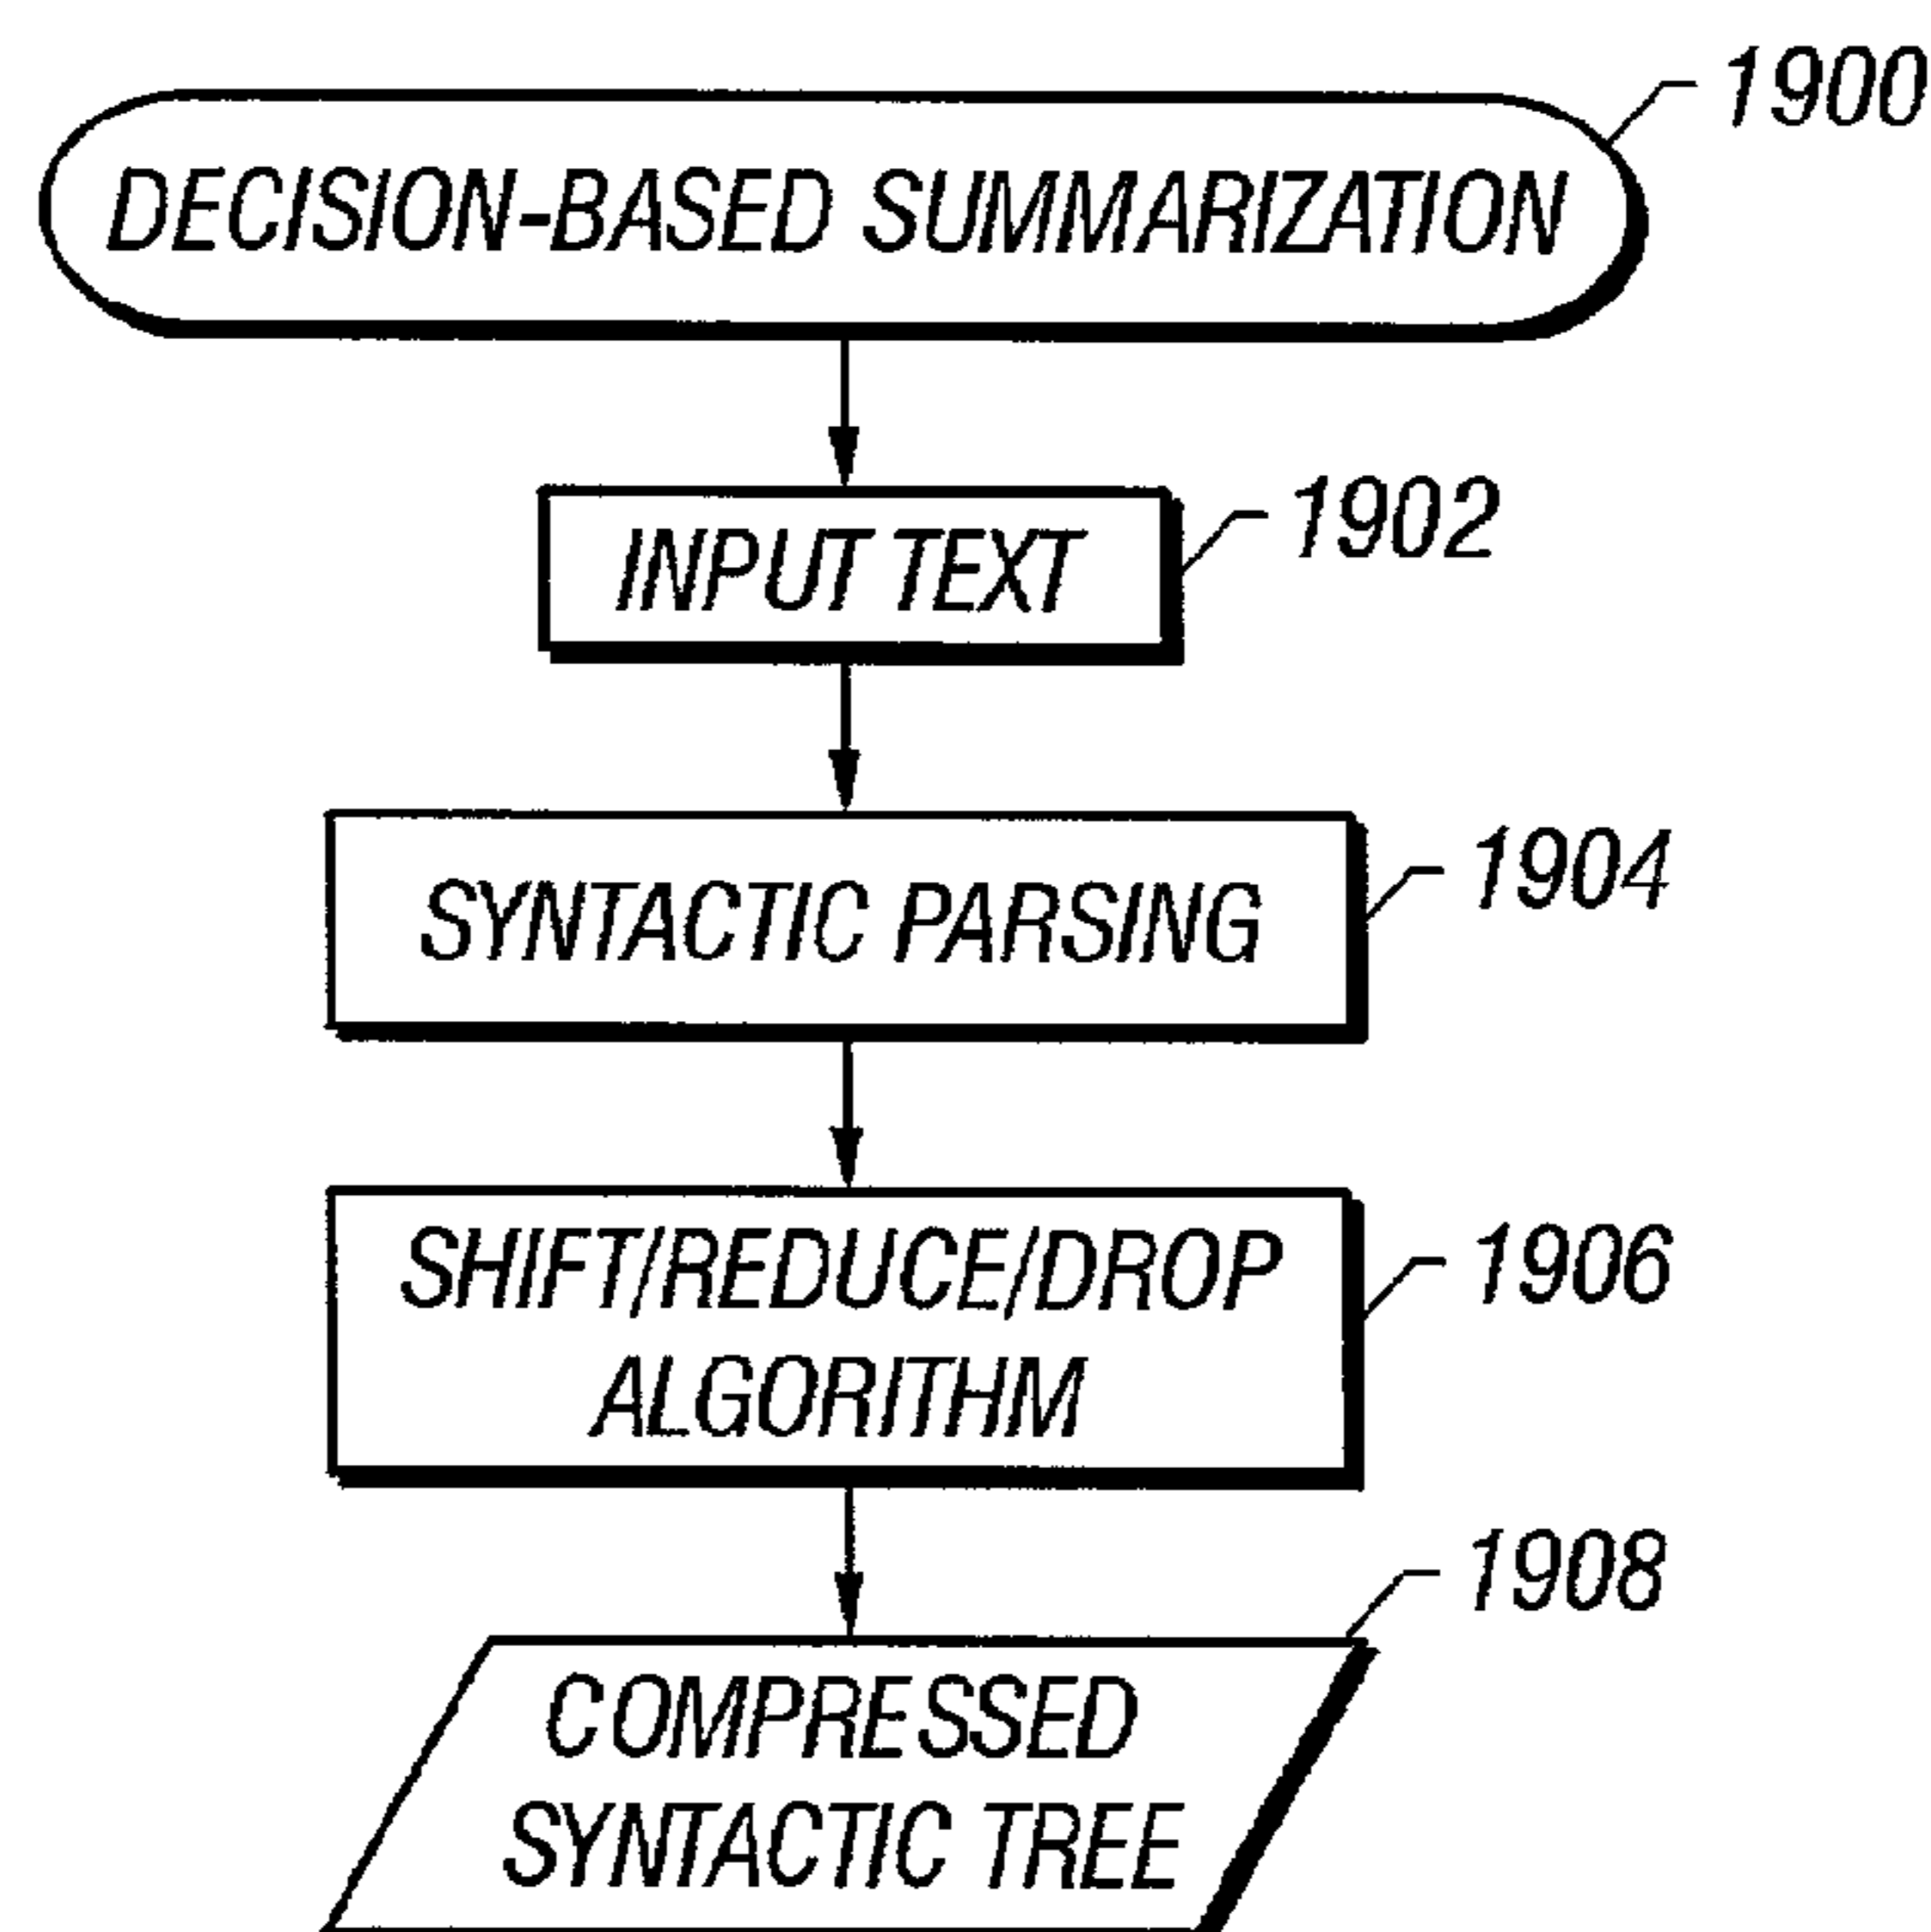 1900
DECISION-BASED SUMMARIZATION
1902
INPUT TEXT
1904
SYNTACTIC PARSING
1906
SHIFT/REDUCE/DROP
ALGORITHM
1908
COMPRESSED
SYNTACTIC TREE